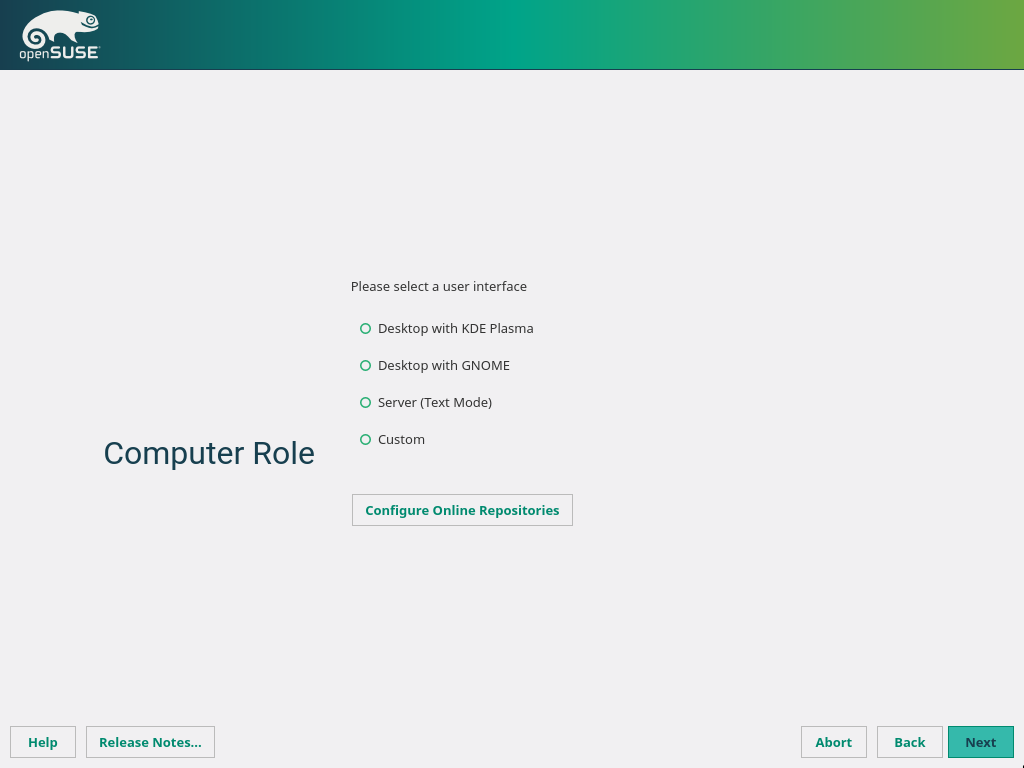 openSUSE
Please select a user interface
Desktop with KDE Plasma
Desktop with GNOME
Server (Text Mode)
Custom
Computer Role
Configure Online Repositories
Help
Release Notes...
Abort
Back
Next